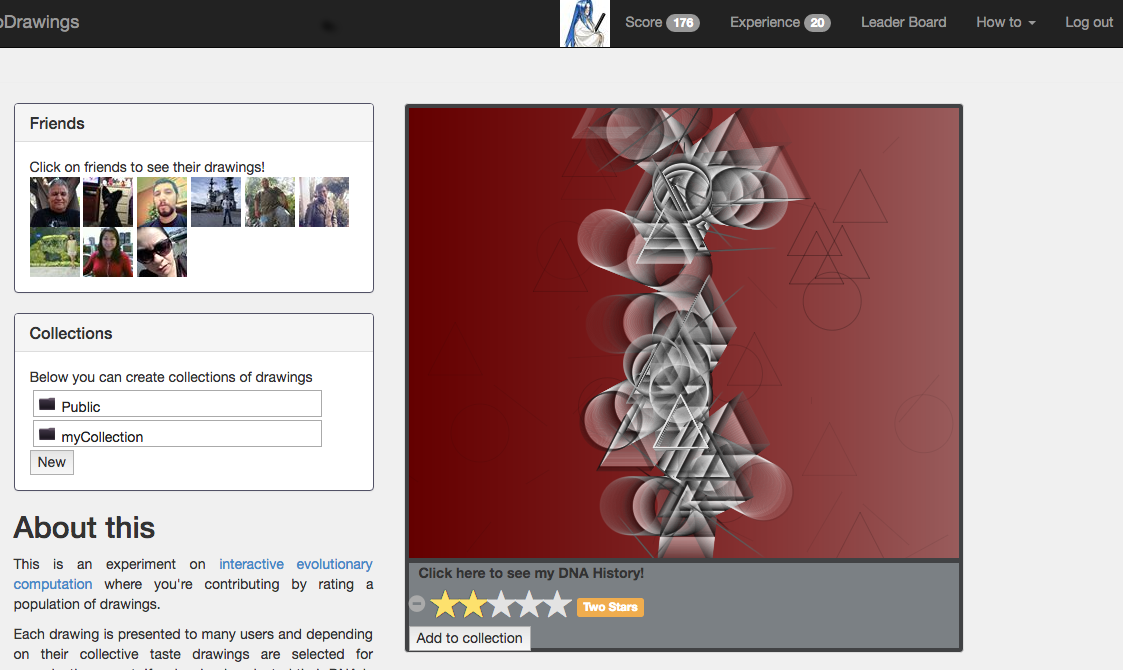 oDrawings Score 176 Experience 20 Leader Board How to Log out
Friends
Click on friends to see their drawings!
Collections
Below you can create collections of drawings
Public
myCollection
New
About this
This is an experiment on interactive evolutionary
computation where you're contributing by rating a
population of drawings.
Each drawing is presented to many users and depending
on their collective taste drawings are selected for
Click here to see my DNA History!
Two Stars
Add to collection